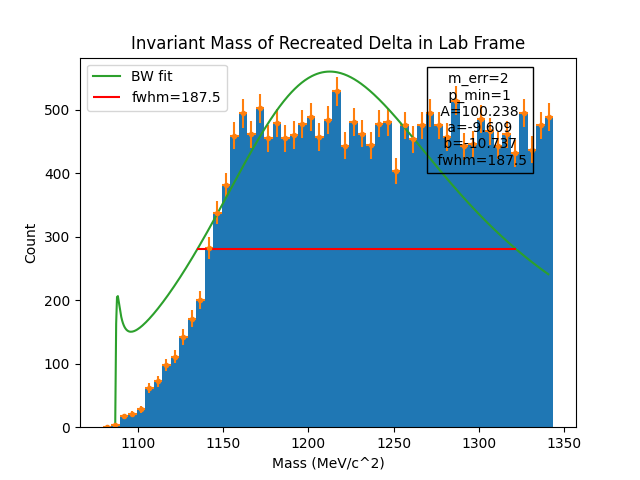 Invariant Mass of Recreated Delta in Lab Frame
BW fit
fwhm=187.5
m_err=2
p_min=1
A=100.238
a=-9.609
b=-10.737
fwhm=187.5
Count
500
400
300
200
100
0
1100
1150
1200
1250
1300
1350
Mass (MeV/c^2)